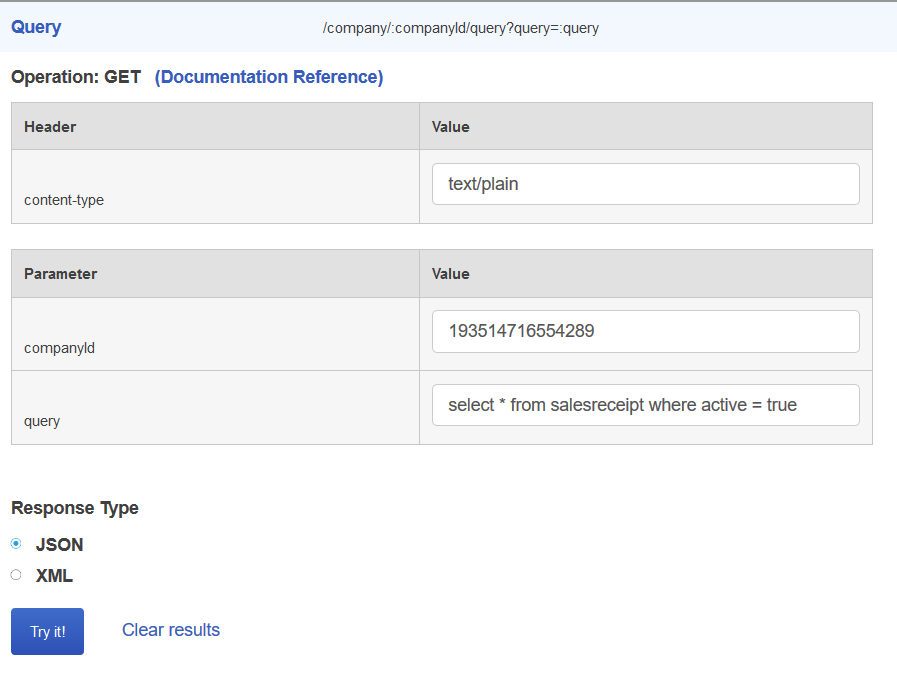 Query /company/:companyId/query?query=:query
Operation: GET (Documentation Reference)
Header Value
content-type text/plain
Parameter Value
companyId 193514716554289
query select * from salesreceipt where active = true
Response Type
JSON
XML
Try it! Clear results